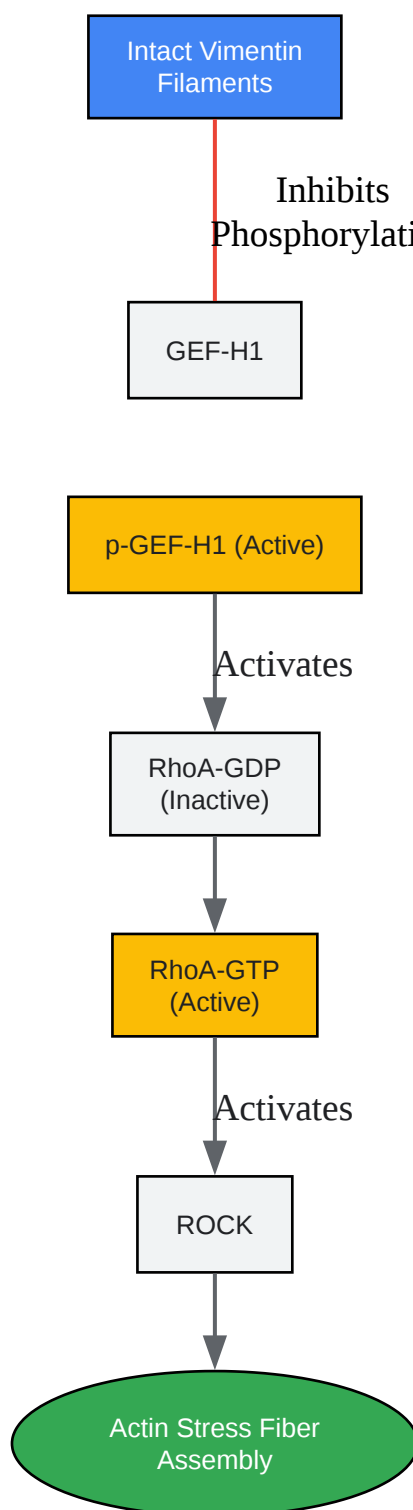 Intact Vimentin
Filaments
Inhibits
Phosphorylati
GEF-H1
p-GEF-H1 (Active)
Activates
RhoA-GDP
(Inactive)
RhoA-GTP
(Active)
Activates
ROCK
Actin Stress Fiber
Assembly